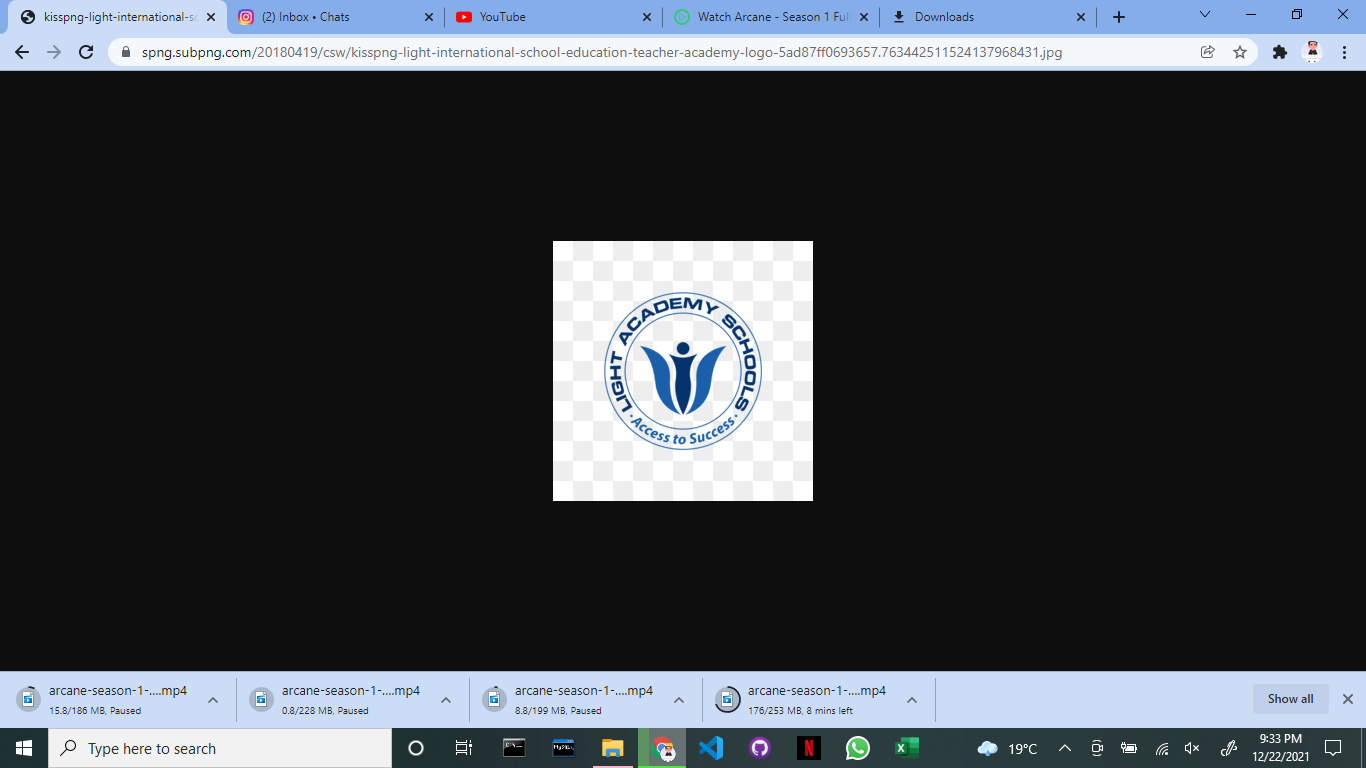 kisspng-light-international-se
(2) Inbox • Chats
YouTube
Watch Arcane - Season 1 Full
Downloads
spng.subpng.com/20180419/csw/kisspng-light-international-school-education-teacher-academy-logo-5ad87ff0693657.763442511524137968431.jpg
LIGHT ACADEMY SCHOOLS
• Access to Success •
arcane-season-1-....mp4
15.8/186 MB, Paused
arcane-season-1-....mp4
0.8/228 MB, Paused
arcane-season-1-....mp4
8.8/199 MB, Paused
arcane-season-1-....mp4
176/253 MB, 8 mins left
Show all
Type here to search
MySQL
N
19°C
9:33 PM
12/22/2021